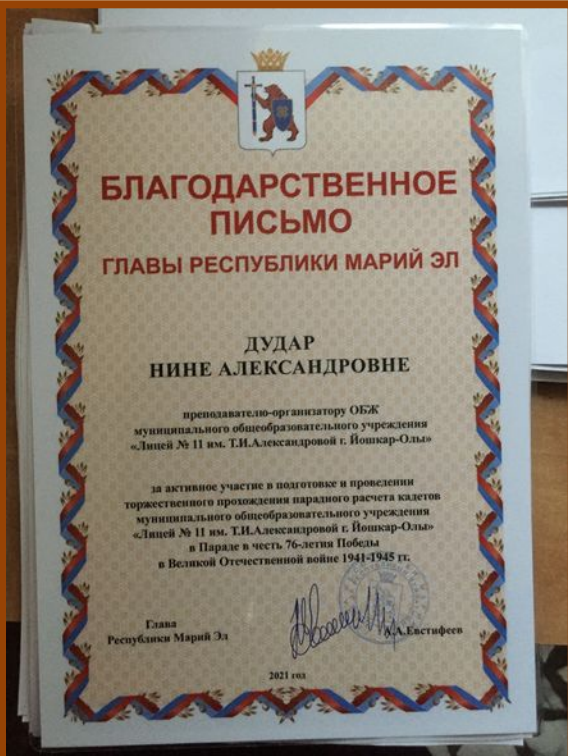 БЛАГОДАРСТВЕННОЕ
ПИСЬМО
ГЛАВЫ РЕСПУБЛИКИ МАРИЙ ЭЛ
ДУДАР
НИНЕ АЛЕКСАНДРОВНЕ
преподавателю-организатору ОБЖ
муниципального общеобразовательного учреждения
«Лицей № 11 им. Т.И.Александровой г. Йошкар-Олы»
за активное участие в подготовке и проведении
торжественного прохождения парадного расчета кадетов
муниципального общеобразовательного учреждения
«Лицей № 11 им. Т.И.Александровой г. Йошкар-Олы»
в Параде в честь 76-летия Победы
в Великой Отечественной войне 1941-1945 гг.
Глава
Республики Марий Эл
А.А.Евстифеев
2021 год